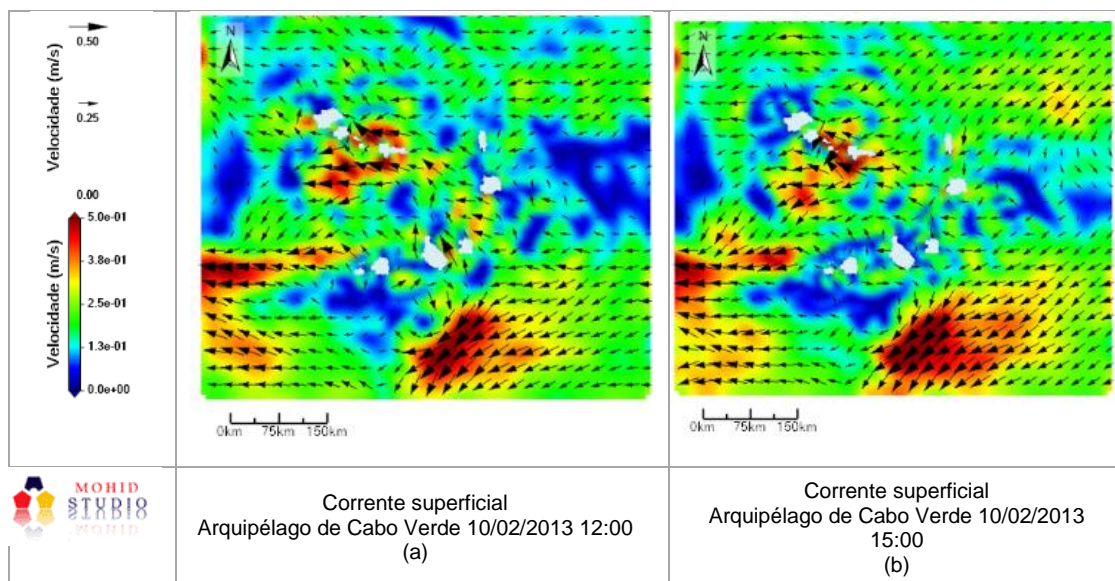 0.50
0.25
0.00
Velocidade (m/s)
5.0e-01
3.8e-01
2.5e-01
1.3e-01
0.0e+00
Velocidade (m/s)
N
0km 75km 150km
N
0km 75km 150km
MOHID
STUDIO
Corrente superficial
Arquipélago de Cabo Verde 10/02/2013 12:00
(a)
Corrente superficial
Arquipélago de Cabo Verde 10/02/2013
15:00
(b)